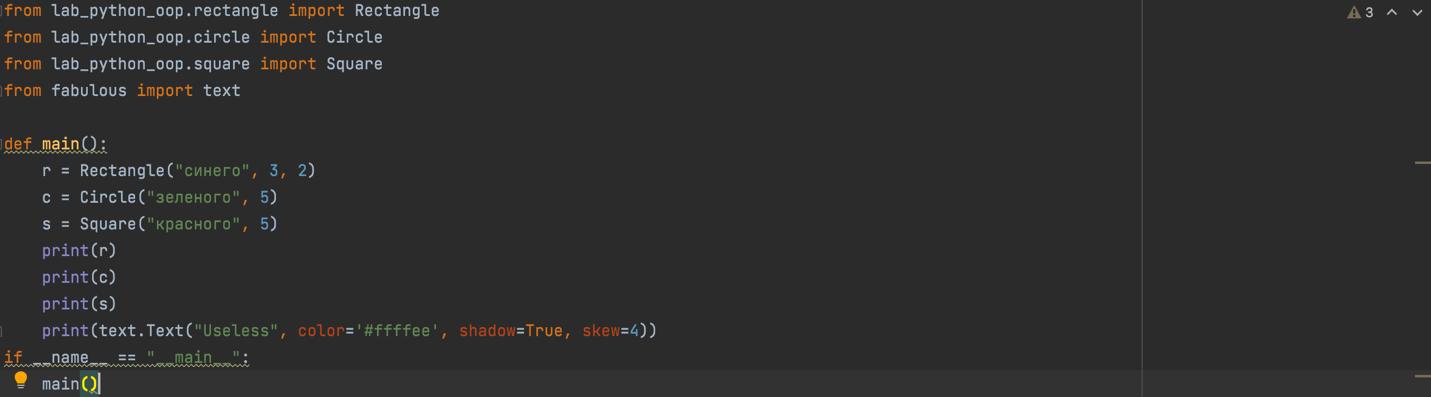 from lab_python_oop.rectangle import Rectangle
from lab_python_oop.circle import Circle
from lab_python_oop.square import Square
from fabulous import text
def main():
    r = Rectangle("синего", 3, 2)
    c = Circle("зеленого", 5)
    s = Square("красного", 5)
    print(r)
    print(c)
    print(s)
    print(text.Text("Useless", color='#ffffee', shadow=True, skew=4))
if __name__ == "__main__":
    main()
3